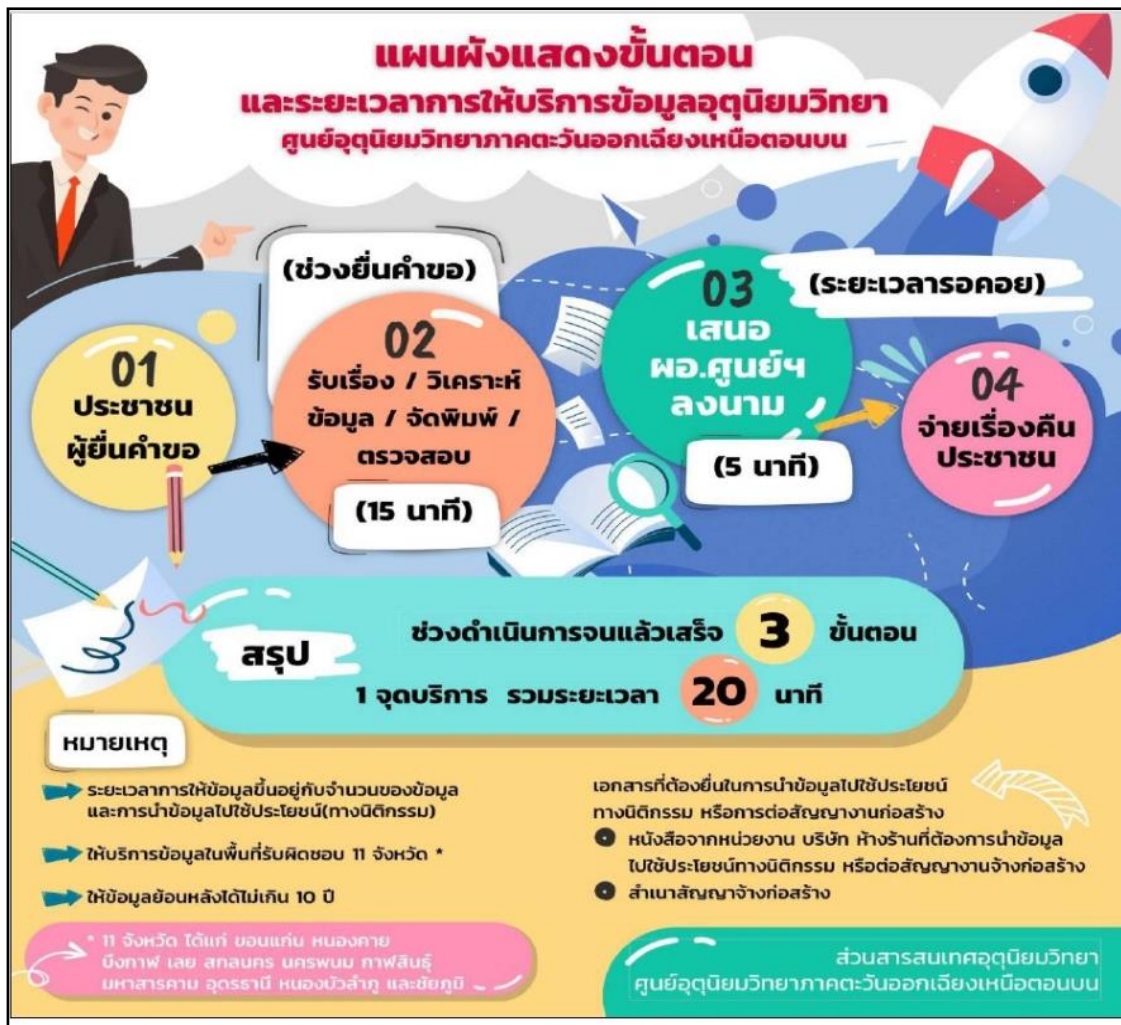 แผนผังแสดงขั้นตอน
และระยะเวลาการให้บริการข้อมูลอุตุนิยมวิทยา
ศูนย์อุตุนิยมวิทยาภาคตะวันออกเฉียงเหนือตอนบน
01
ประชาชน
ผู้ยื่นคำขอ
(ช่วงยื่นคำขอ)
02
รับเรื่อง / วิเคราะห์
ข้อมูล / จัดพิมพ์ /
ตรวจสอบ
(15 นาที)
03
เสนอ
ผอ.ศูนย์ฯ
ลงนาม
(5 นาที)
(ระยะเวลารอคอย)
04
จ่ายเรื่องคืน
ประชาชน
สรุป
ช่วงดำเนินการจนแล้วเสร็จ 3 ขั้นตอน
1 จุดบริการ รวมระยะเวลา 20 นาที
หมายเหตุ
ระยะเวลาการให้ข้อมูลขึ้นอยู่กับจำนวนของข้อมูล
และการนำข้อมูลไปใช้ประโยชน์(ทางนิติกรรม)
ให้บริการข้อมูลในพื้นที่รับผิดชอบ 11 จังหวัด *
ให้ข้อมูลย้อนหลังได้ไม่เกิน 10 ปี
* 11 จังหวัด ได้แก่ ขอนแก่น หนองคาย
บึงกาฬ เลย สกลนคร นครพนม กาฬสินธุ์
มหาสารคาม อุดรธานี หนองบัวลำภู และชัยภูมิ
เอกสารที่ต้องยื่นในการนำข้อมูลไปใช้ประโยชน์
ทางนิติกรรม หรือการต่อสัญญางานก่อสร้าง
● หนังสือจากหน่วยงาน บริษัท ห้างร้านที่ต้องการนำข้อมูล
ไปใช้ประโยชน์ทางนิติกรรม หรือต่อสัญญางานจ้างก่อสร้าง
● สำเนาสัญญาจ้างก่อสร้าง
ส่วนสารสนเทศอุตุนิยมวิทยา
ศูนย์อุตุนิยมวิทยาภาคตะวันออกเฉียงเหนือตอนบน